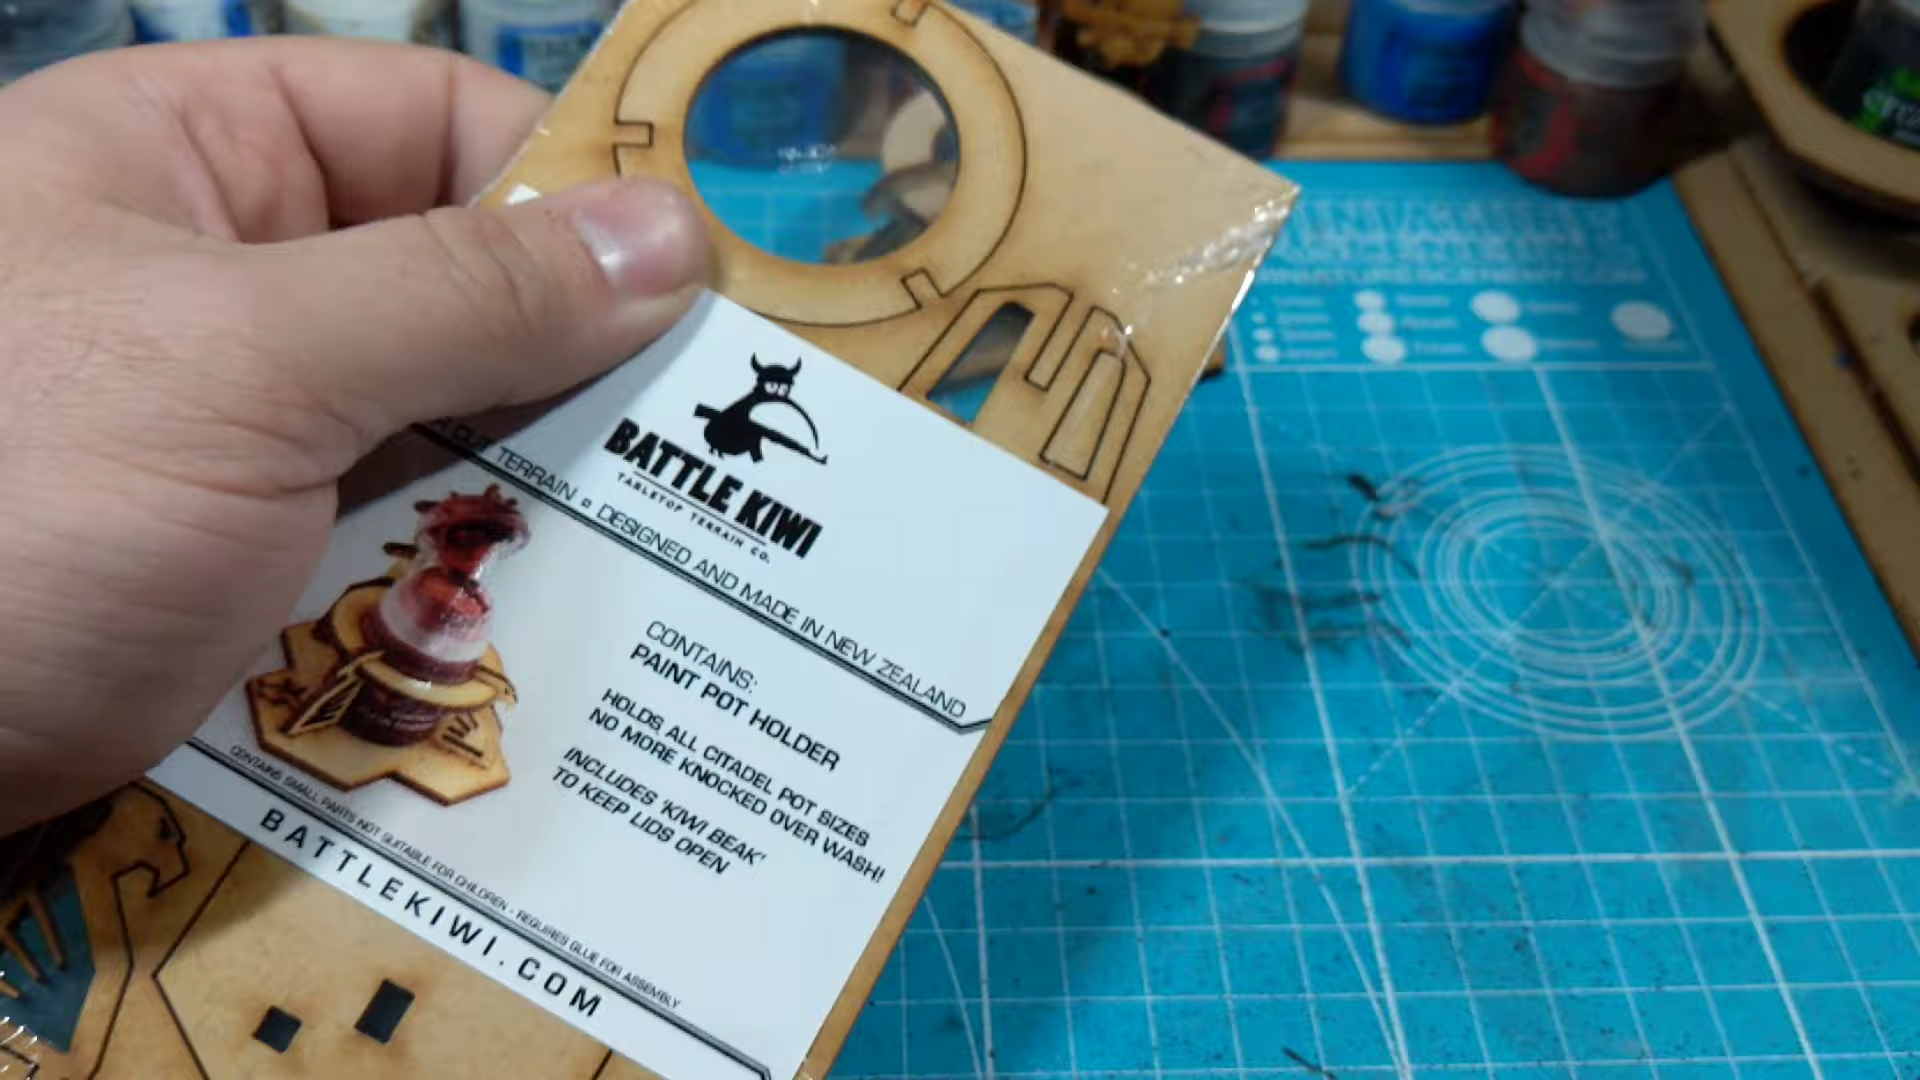 BATTLE KIWI
TABLETOP TERRAIN CO.
CUT TERRAIN ¤ DESIGNED AND MADE IN NEW ZEALAND
CONTAINS:
PAINT POT HOLDER
HOLDS ALL CITADEL POT SIZES
NO MORE KNOCKED OVER WASH!
INCLUDES 'KIWI BEAK'
TO KEEP LIDS OPEN
CONTAINS SMALL PARTS NOT SUITABLE FOR CHILDREN - REQUIRES GLUE FOR ASSEMBLY
BATTLEKIWI.COM